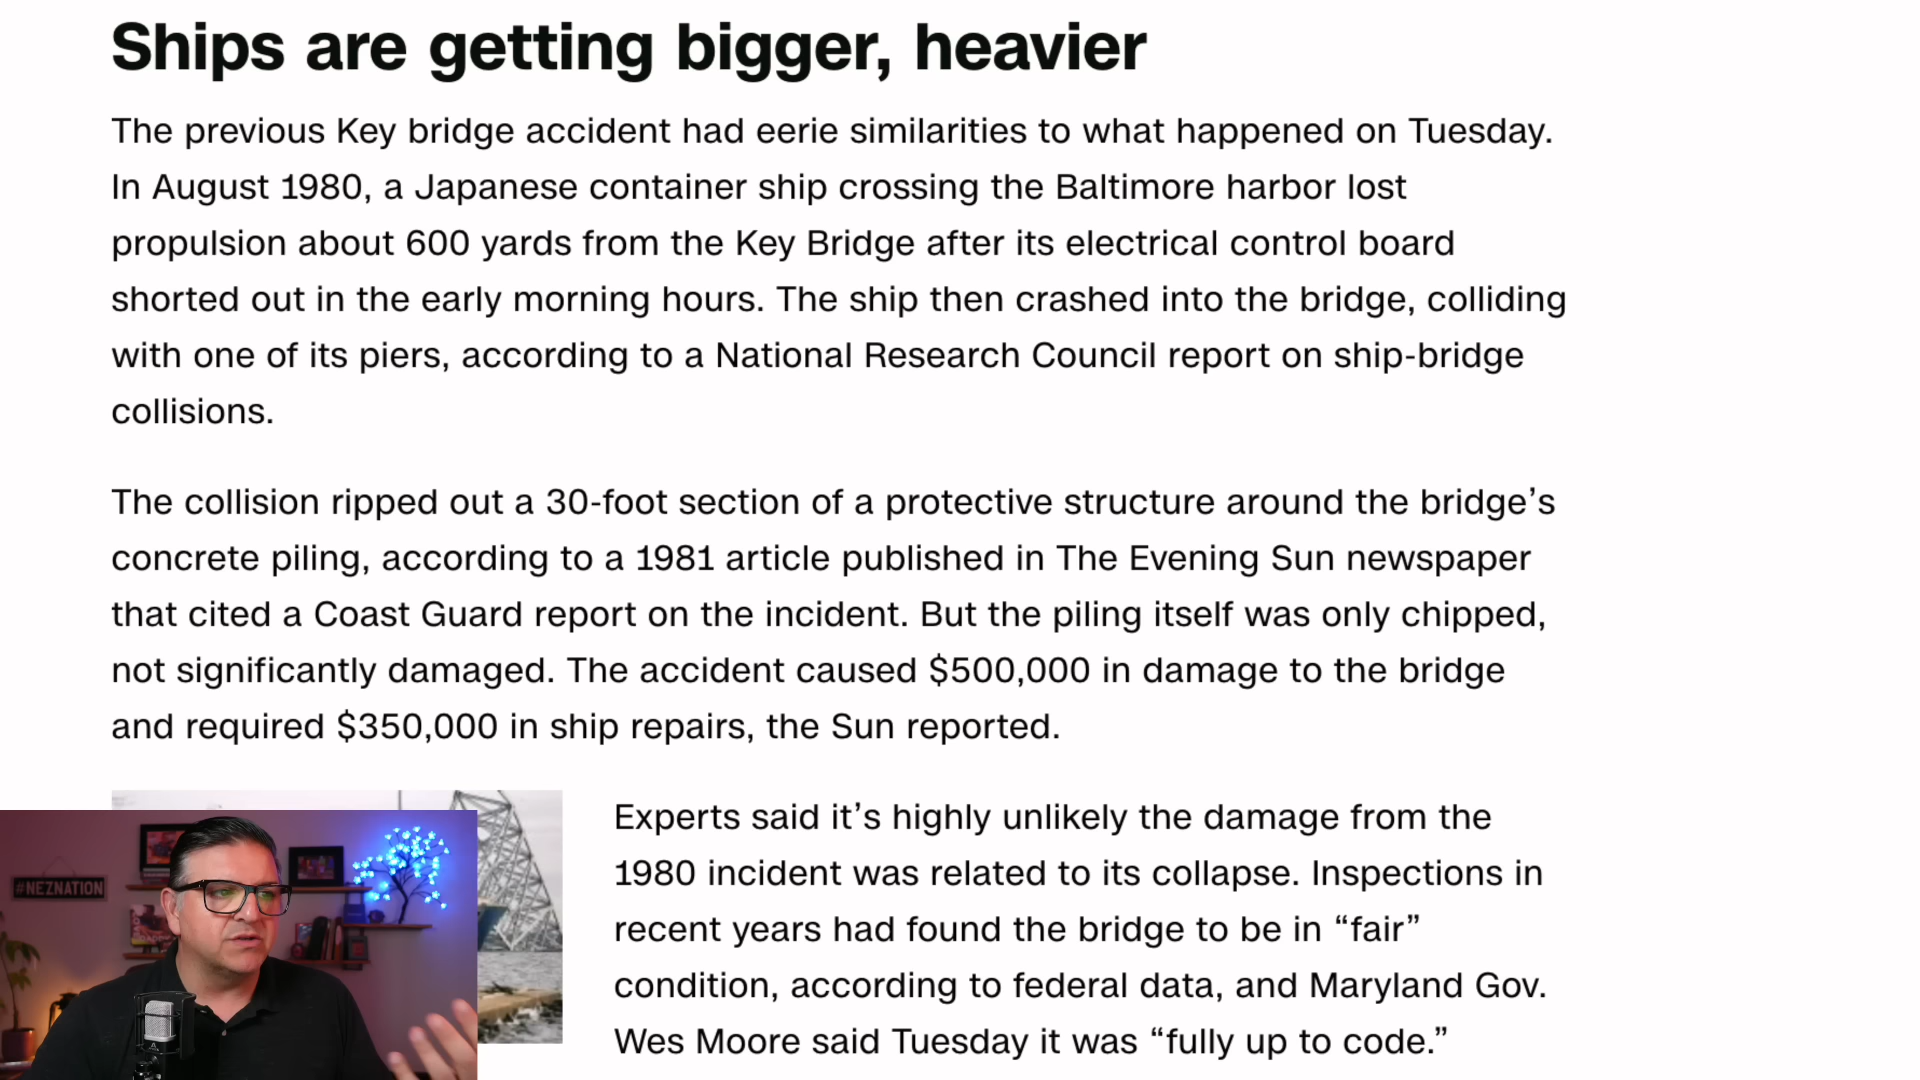 Ships are getting bigger, heavier
The previous Key bridge accident had eerie similarities to what happened on Tuesday.
In August 1980, a Japanese container ship crossing the Baltimore harbor lost
propulsion about 600 yards from the Key Bridge after its electrical control board
shorted out in the early morning hours. The ship then crashed into the bridge, colliding
with one of its piers, according to a National Research Council report on ship-bridge
collisions.
The collision ripped out a 30-foot section of a protective structure around the bridge’s
concrete piling, according to a 1981 article published in The Evening Sun newspaper
that cited a Coast Guard report on the incident. But the piling itself was only chipped,
not significantly damaged. The accident caused $500,000 in damage to the bridge
and required $350,000 in ship repairs, the Sun reported.
Experts said it’s highly unlikely the damage from the
1980 incident was related to its collapse. Inspections in
recent years had found the bridge to be in “fair”
condition, according to federal data, and Maryland Gov.
Wes Moore said Tuesday it was “fully up to code.”
#NEZNATION